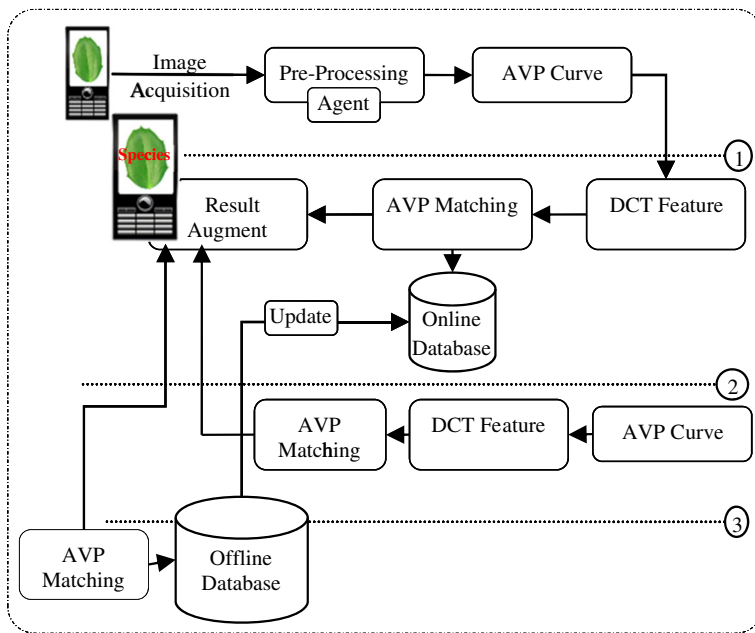 Image
Acquisition
Pre-Processing
Agent
AVP Curve
1
Species
Result
Augment
AVP Matching
DCT Feature
Update
Online
Database
2
AVP
Matching
DCT Feature
AVP Curve
3
AVP
Matching
Offline
Database